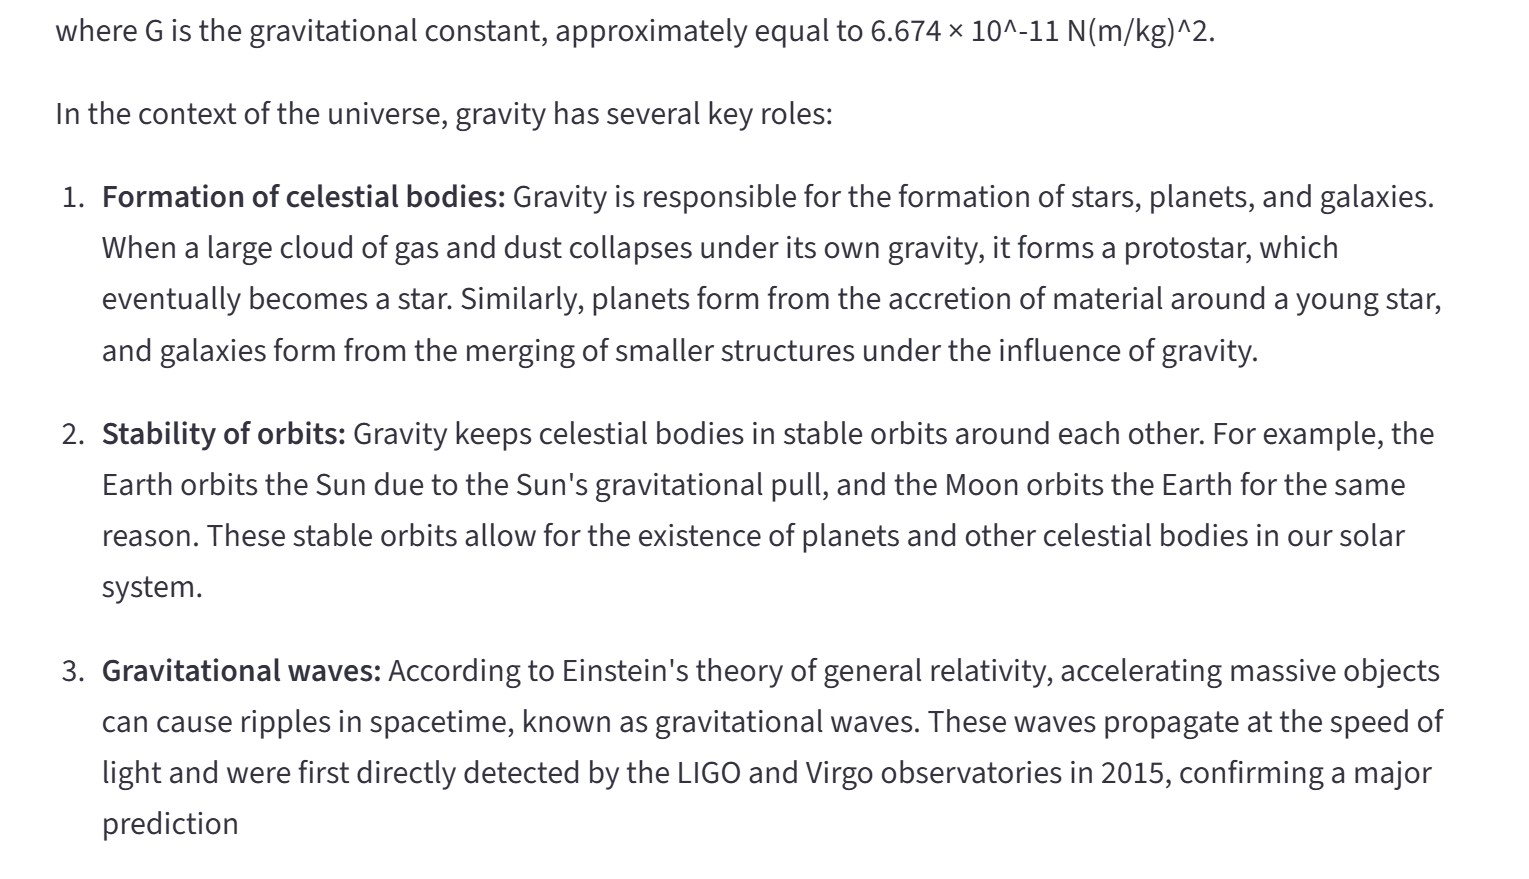 where G is the gravitational constant, approximately equal to 6.674 × 10^-11 N(m/kg)^2.
In the context of the universe, gravity has several key roles:
1. Formation of celestial bodies: Gravity is responsible for the formation of stars, planets, and galaxies.
When a large cloud of gas and dust collapses under its own gravity, it forms a protostar, which
eventually becomes a star. Similarly, planets form from the accretion of material around a young star,
and galaxies form from the merging of smaller structures under the influence of gravity.
2. Stability of orbits: Gravity keeps celestial bodies in stable orbits around each other. For example, the
Earth orbits the Sun due to the Sun's gravitational pull, and the Moon orbits the Earth for the same
reason. These stable orbits allow for the existence of planets and other celestial bodies in our solar
system.
3. Gravitational waves: According to Einstein's theory of general relativity, accelerating massive objects
can cause ripples in spacetime, known as gravitational waves. These waves propagate at the speed of
light and were first directly detected by the LIGO and Virgo observatories in 2015, confirming a major
prediction